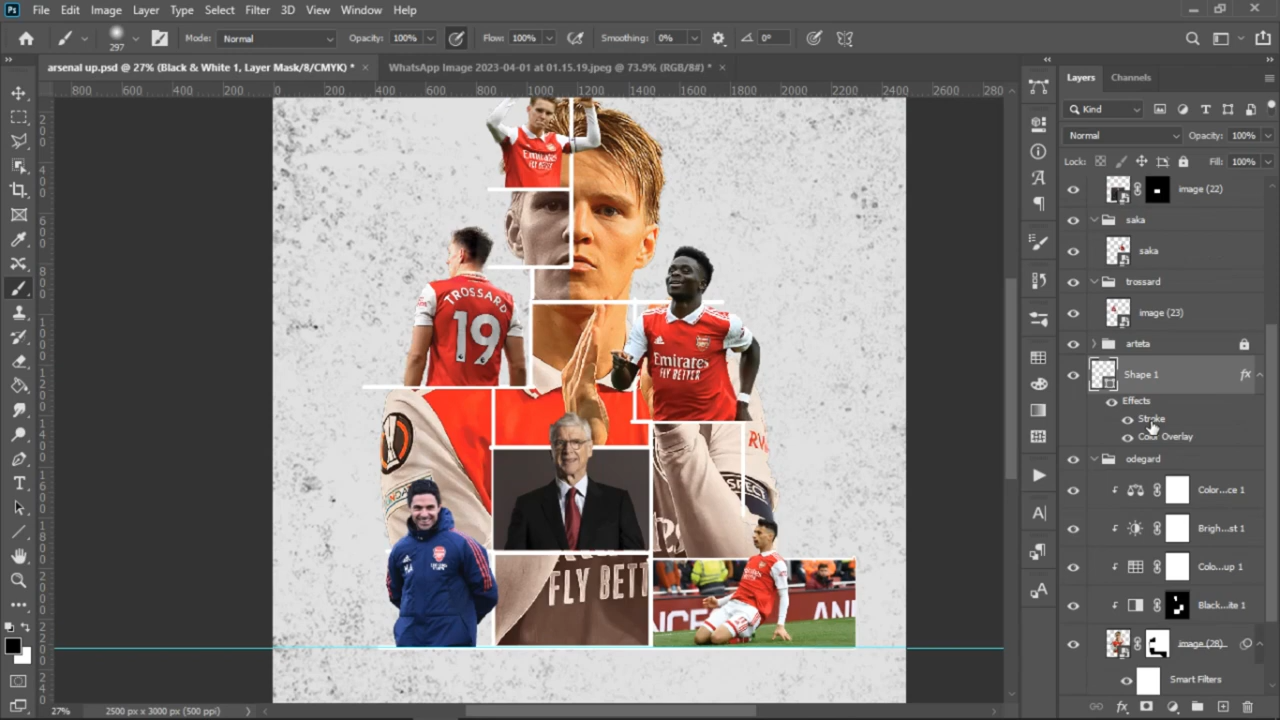 Ps File Edit Image Layer Type Select Filter 3D View Window Help
297 Mode: Normal Opacity: 100% Flow: 100% Smoothing: 0% 0°
arsenal up.psd @ 27% (Black & White 1, Layer Mask/8/CMYK) * × WhatsApp Image 2023-04-01 at 01.15.19.jpeg @ 73.9% (RGB/8#) * ×
800 600 400 200 0 200 400 600 800 1000 1200 1400 1600 1800 2000 2200 2400 2600 280
Layers Channels
Kind
Normal Opacity: 100%
Lock: Fill: 100%
image (22)
saka
saka
trossard
image (23)
arteta
Shape 1 fx
Effects
Stroke
Color Overlay
odegard
Color...ce 1
Brigh...st 1
Colo...up 1
Black...ite 1
image (28)
Smart Filters
Emirates
FLY BETTER
TROSSARD
19
Emirates
FLY BETTER
FLY BETT
27% 2500 px x 3000 px (500 ppi)